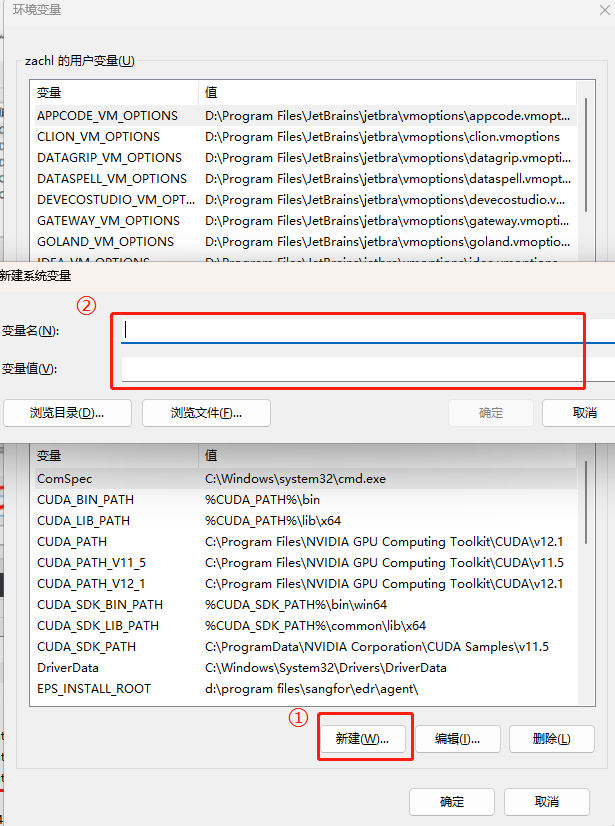 环境变量
zachl 的用户变量(U)
变量 值
APPCODE_VM_OPTIONS D:\Program Files\JetBrains\jetbra\vmoptions\appcode.vmopt...
CLION_VM_OPTIONS D:\Program Files\JetBrains\jetbra\vmoptions\clion.vmoptions
DATAGRIP_VM_OPTIONS D:\Program Files\JetBrains\jetbra\vmoptions\datagrip.vmopti...
DATASPELL_VM_OPTIONS D:\Program Files\JetBrains\jetbra\vmoptions\dataspell.vmopt...
DEVECOSTUDIO_VM_OPT... D:\Program Files\JetBrains\jetbra\vmoptions\devecostudio.v...
GATEWAY_VM_OPTIONS D:\Program Files\JetBrains\jetbra\vmoptions\gateway.vmopti...
GOLAND_VM_OPTIONS D:\Program Files\JetBrains\jetbra\vmoptions\goland.vmoptio...
IDEA_VM_OPTIONS D:\Program Files\JetBrains\jetbra\vmoptions\idea.vmoptions
新建系统变量
②
变量名(N):
变量值(V):
浏览目录(D)... 浏览文件(F)... 确定 取消
变量 值
ComSpec C:\Windows\system32\cmd.exe
CUDA_BIN_PATH %CUDA_PATH%\bin
CUDA_LIB_PATH %CUDA_PATH%\lib\x64
CUDA_PATH C:\Program Files\NVIDIA GPU Computing Toolkit\CUDA\v12.1
CUDA_PATH_V11_5 C:\Program Files\NVIDIA GPU Computing Toolkit\CUDA\v11.5
CUDA_PATH_V12_1 C:\Program Files\NVIDIA GPU Computing Toolkit\CUDA\v12.1
CUDA_SDK_BIN_PATH %CUDA_SDK_PATH%\bin\win64
CUDA_SDK_LIB_PATH %CUDA_SDK_PATH%\common\lib\x64
CUDA_SDK_PATH C:\ProgramData\NVIDIA Corporation\CUDA Samples\v11.5
DriverData C:\Windows\System32\Drivers\DriverData
EPS_INSTALL_ROOT d:\program files\sangfor\edr\agent\
①
新建(W)... 编辑(I)... 删除(L)
确定 取消